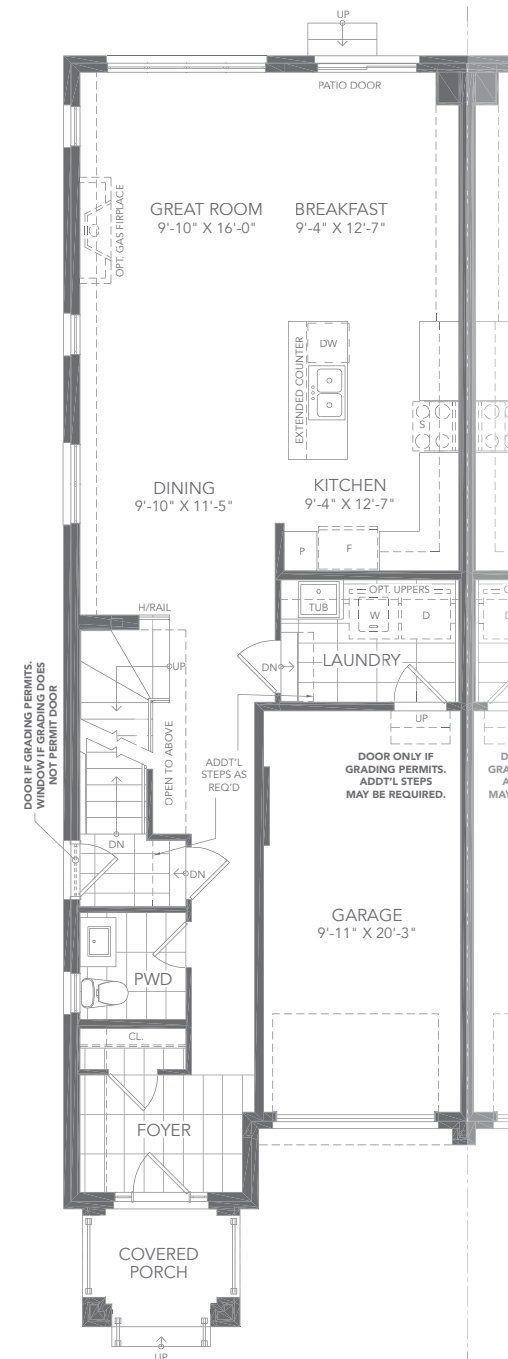 UP
PATIO DOOR
GREAT ROOM
9'-10" X 16'-0"
BREAKFAST
9'-4" X 12'-7"
OPT. GAS FIRPLACE
DW
EXTENDED COUNTER
S
DINING
9'-10" X 11'-5"
KITCHEN
9'-4" X 12'-7"
P
F
H/RAIL
TUB
OPT. UPPERS
W
D
UP
DN
LAUNDRY
DOOR IF GRADING PERMITS.
WINDOW IF GRADING DOES
NOT PERMIT DOOR
OPEN TO ABOVE
ADDT'L
STEPS AS
REQ'D
UP
DOOR ONLY IF
GRADING PERMITS.
ADDT'L STEPS
MAY BE REQUIRED.
D
GRA
A
MAY
DN
DN
GARAGE
9'-11" X 20'-3"
PWD
CL.
FOYER
COVERED
PORCH
UP